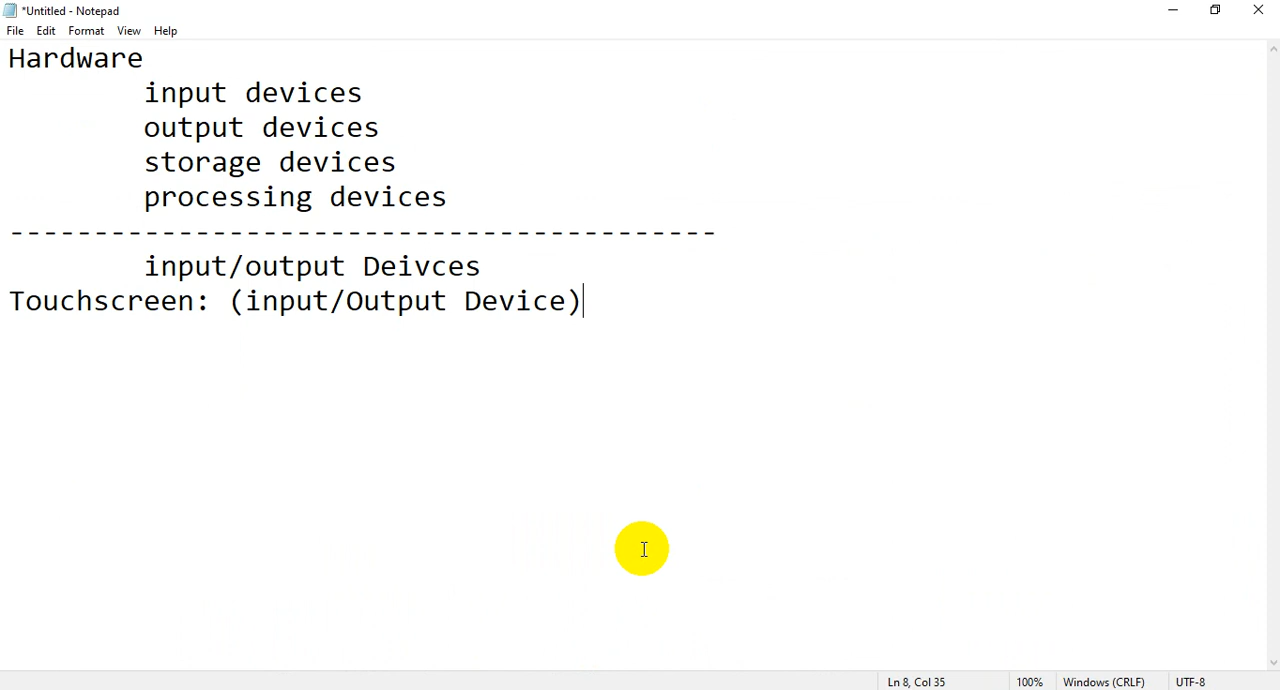 *Untitled - Notepad
File Edit Format View Help
Hardware
input devices
output devices
storage devices
processing devices
------------------------------------------
input/output Deivces
Touchscreen: (input/Output Device)
Ln 8, Col 35 100% Windows (CRLF) UTF-8